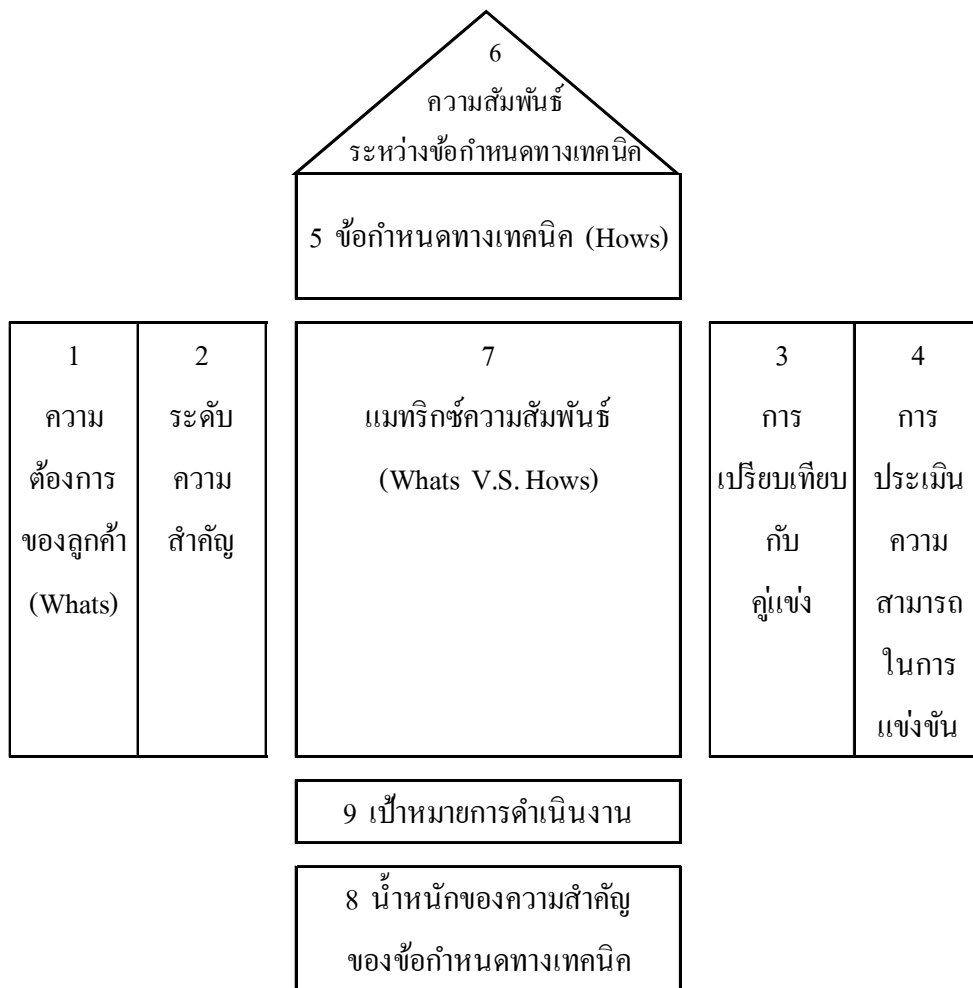 6
ความสัมพันธ์
ระหว่างข้อกำหนดทางเทคนิค
5 ข้อกำหนดทางเทคนิค (Hows)
1
ความ
ต้องการ
ของลูกค้า
(Whats)
2
ระดับ
ความ
สำคัญ
7
แมทริกซ์ความสัมพันธ์
(Whats V.S. Hows)
3
การ
เปรียบเทียบ
กับ
คู่แข่ง
4
การ
ประเมิน
ความ
สามารถ
ในการ
แข่งขัน
9 เป้าหมายการดำเนินงาน
8 น้ำหนักของความสำคัญ
ของข้อกำหนดทางเทคนิค